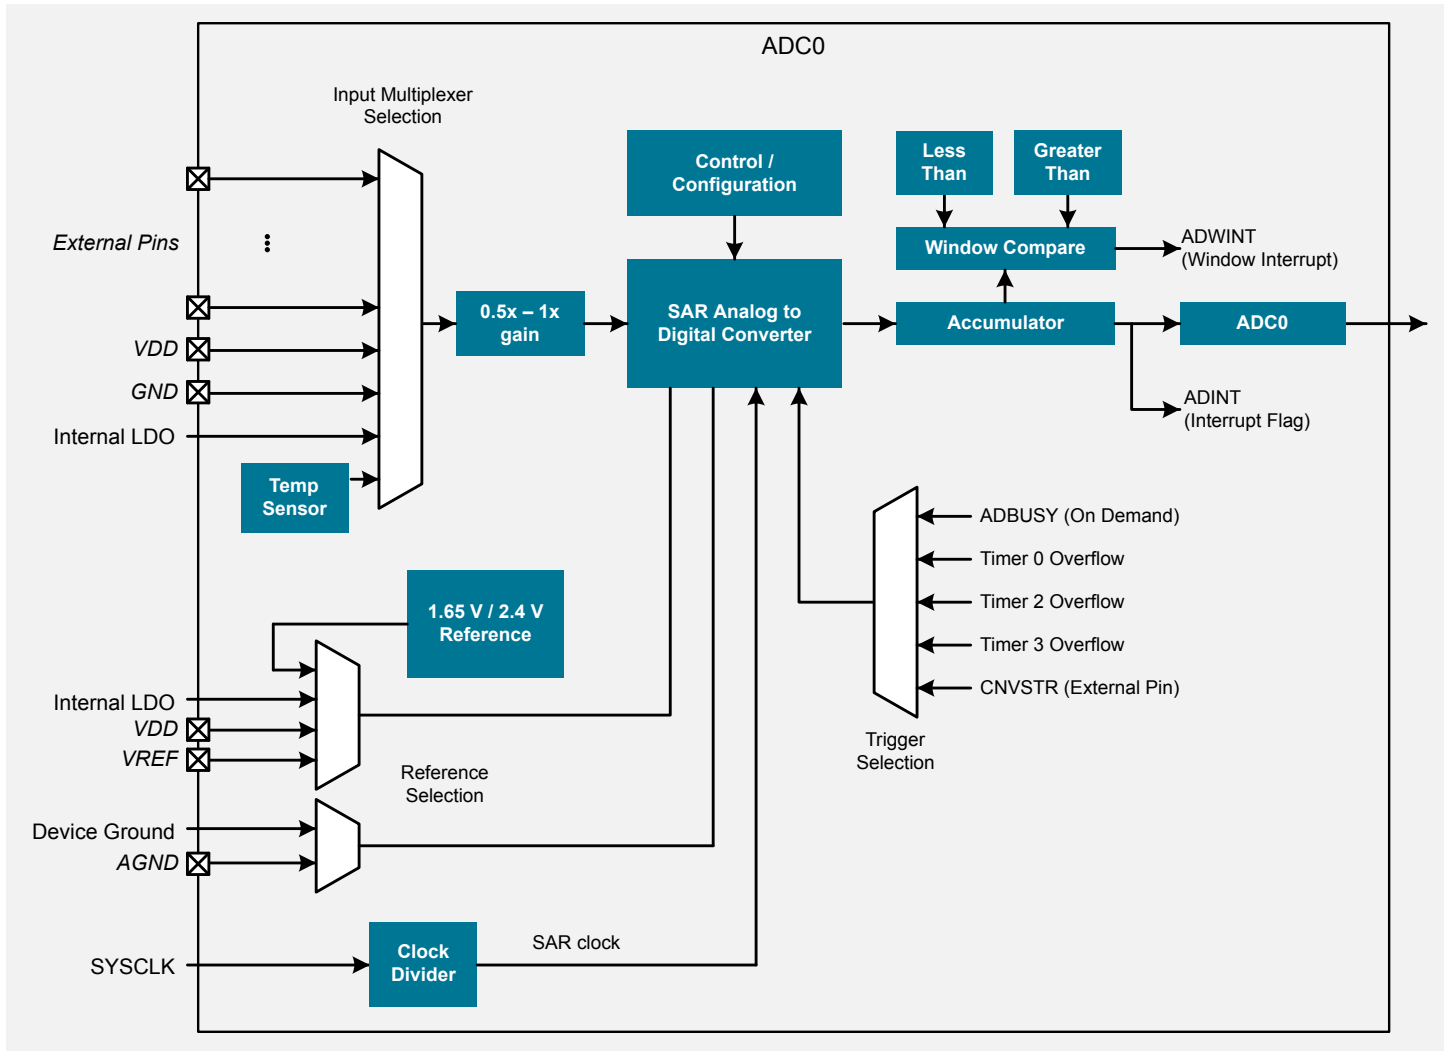 ADC0
Input Multiplexer
Selection
External Pins
VDD
GND
Internal LDO
Temp
Sensor
0.5x – 1x
gain
Control /
Configuration
SAR Analog to
Digital Converter
Less
Than
Greater
Than
Window Compare
ADWINT
(Window Interrupt)
Accumulator
ADC0
ADINT
(Interrupt Flag)
ADBUSY (On Demand)
Timer 0 Overflow
Timer 2 Overflow
Timer 3 Overflow
CNVSTR (External Pin)
Trigger
Selection
1.65 V / 2.4 V
Reference
Internal LDO
VDD
VREF
Reference
Selection
Device Ground
AGND
SYSCLK
Clock
Divider
SAR clock